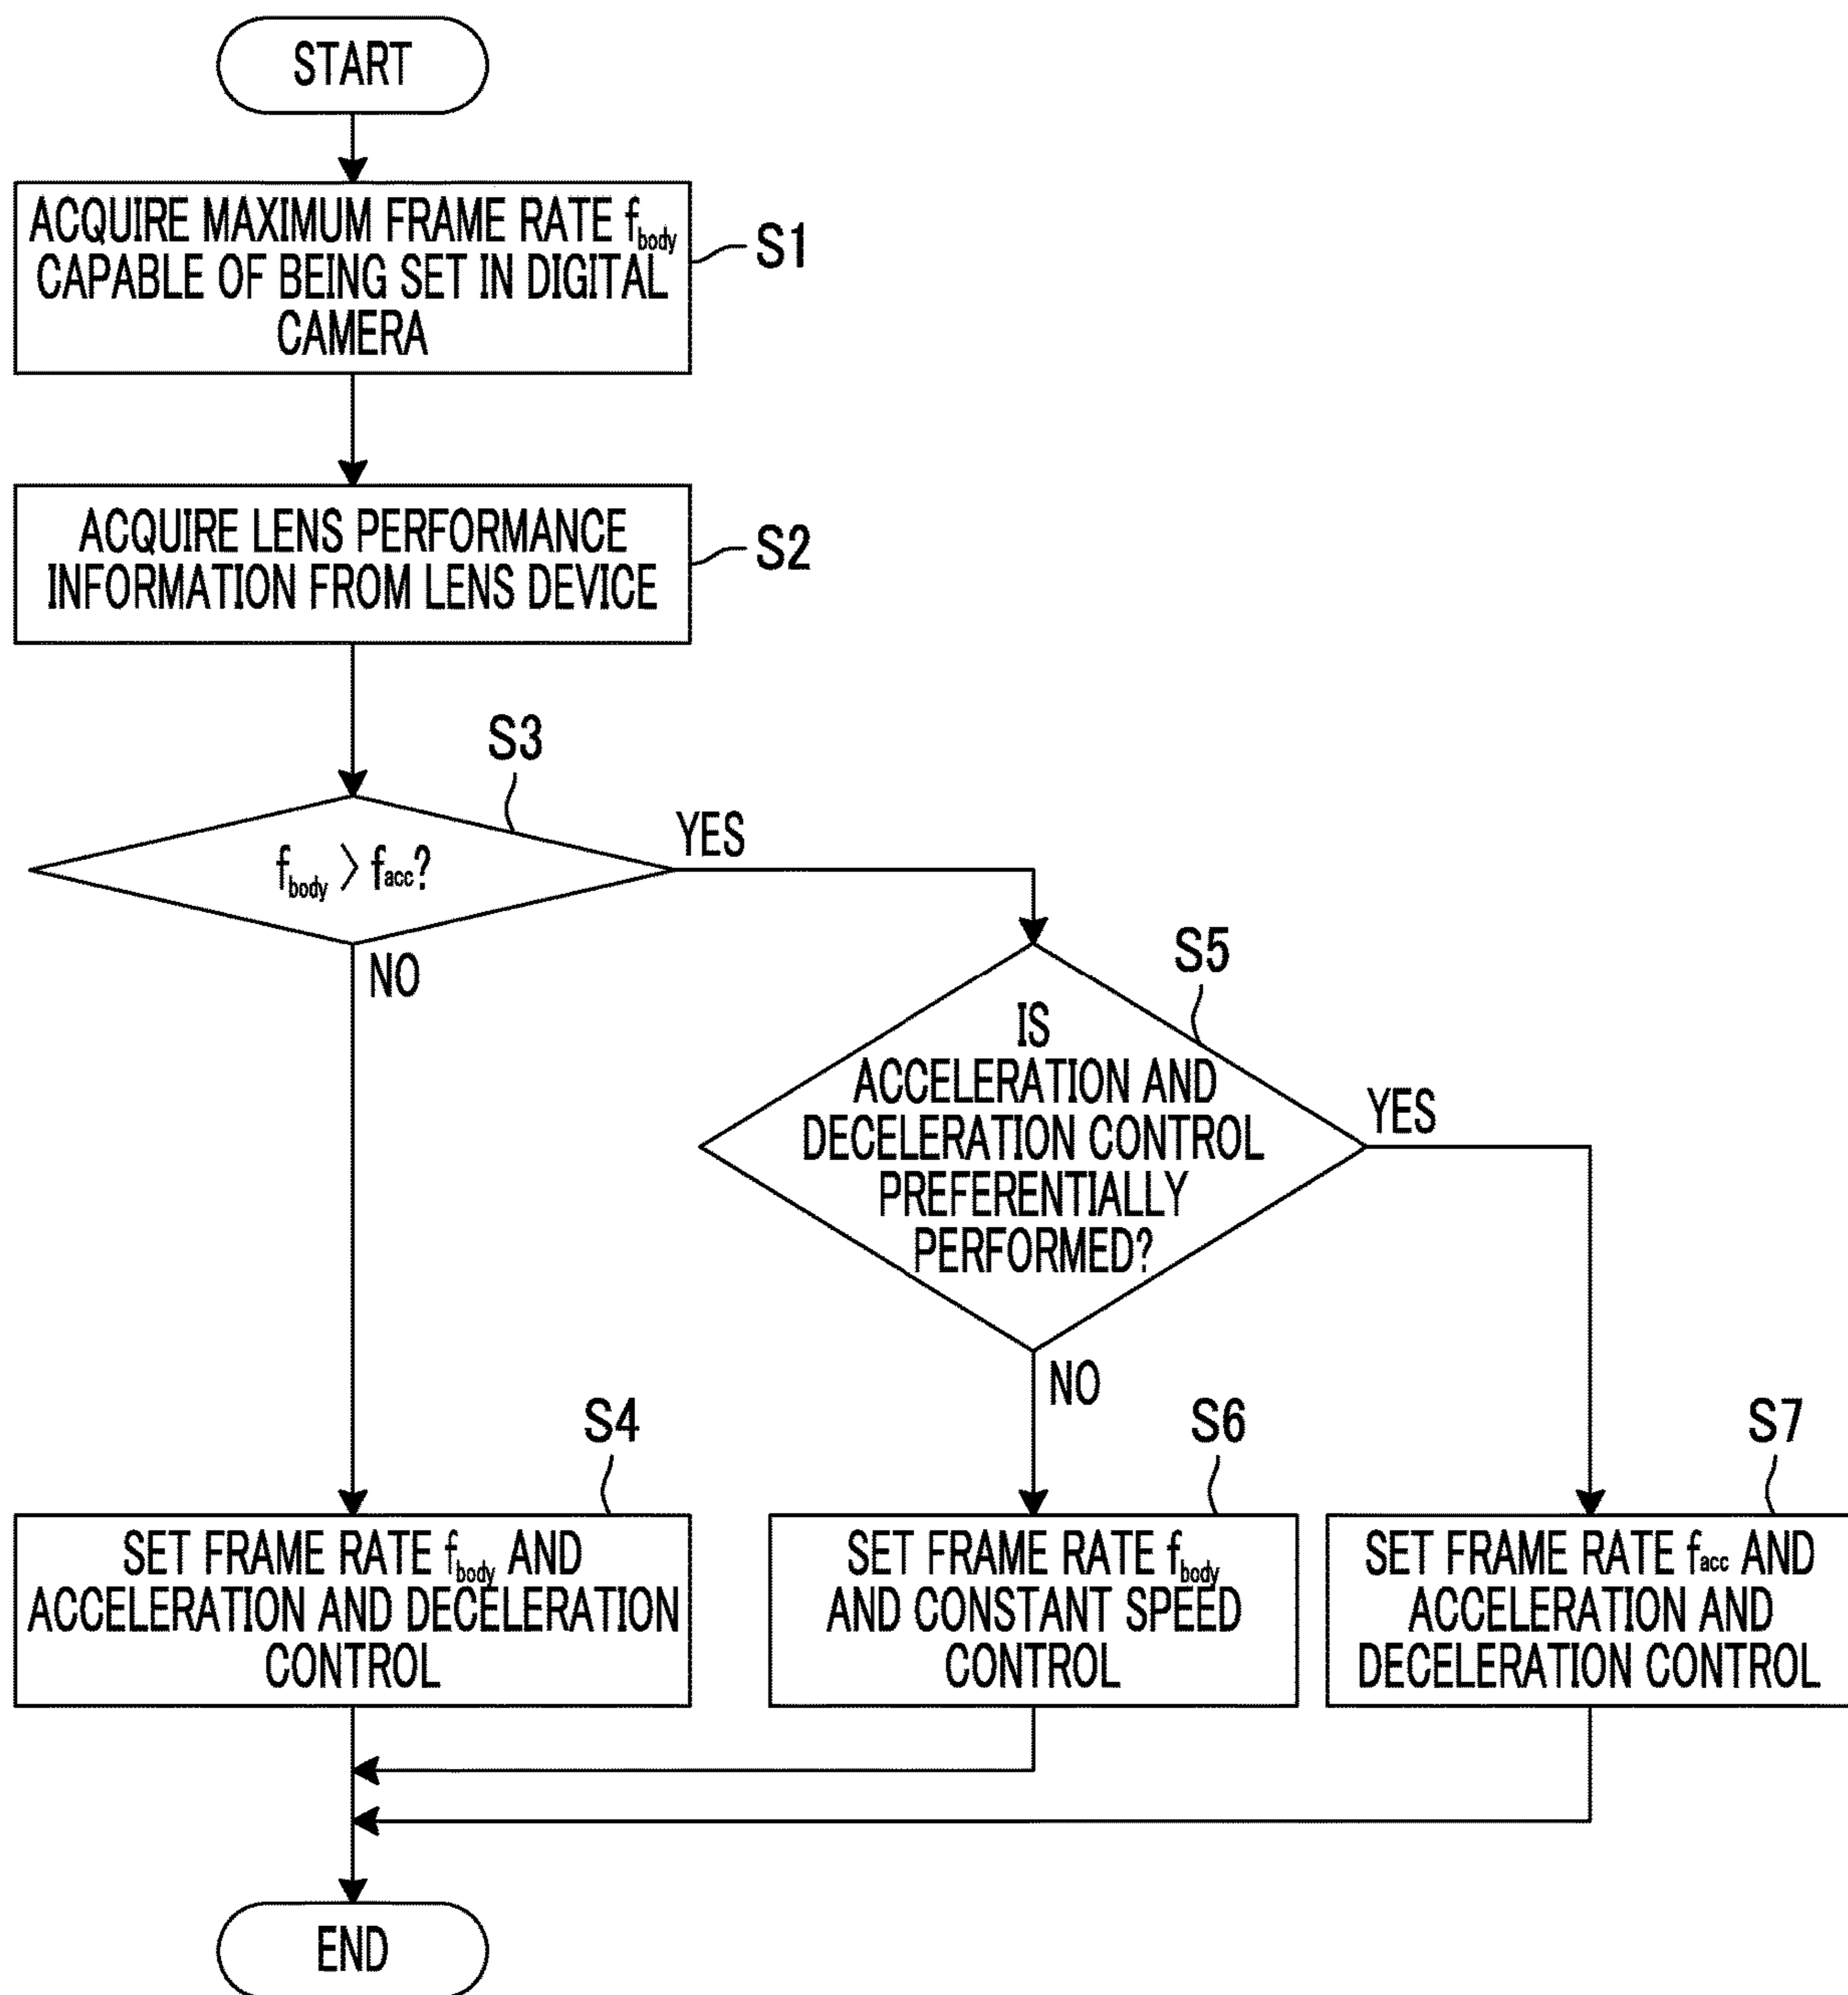 START
ACQUIRE MAXIMUM FRAME RATE fbody
CAPABLE OF BEING SET IN DIGITAL
CAMERA
S1
ACQUIRE LENS PERFORMANCE
INFORMATION FROM LENS DEVICE
S2
S3
fbody > facc?
YES
NO
S5
IS
ACCELERATION AND
DECELERATION CONTROL
PREFERENTIALLY
PERFORMED?
YES
NO
S4
SET FRAME RATE fbody AND
ACCELERATION AND DECELERATION
CONTROL
S6
SET FRAME RATE fbody
AND CONSTANT SPEED
CONTROL
S7
SET FRAME RATE facc AND
ACCELERATION AND
DECELERATION CONTROL
END